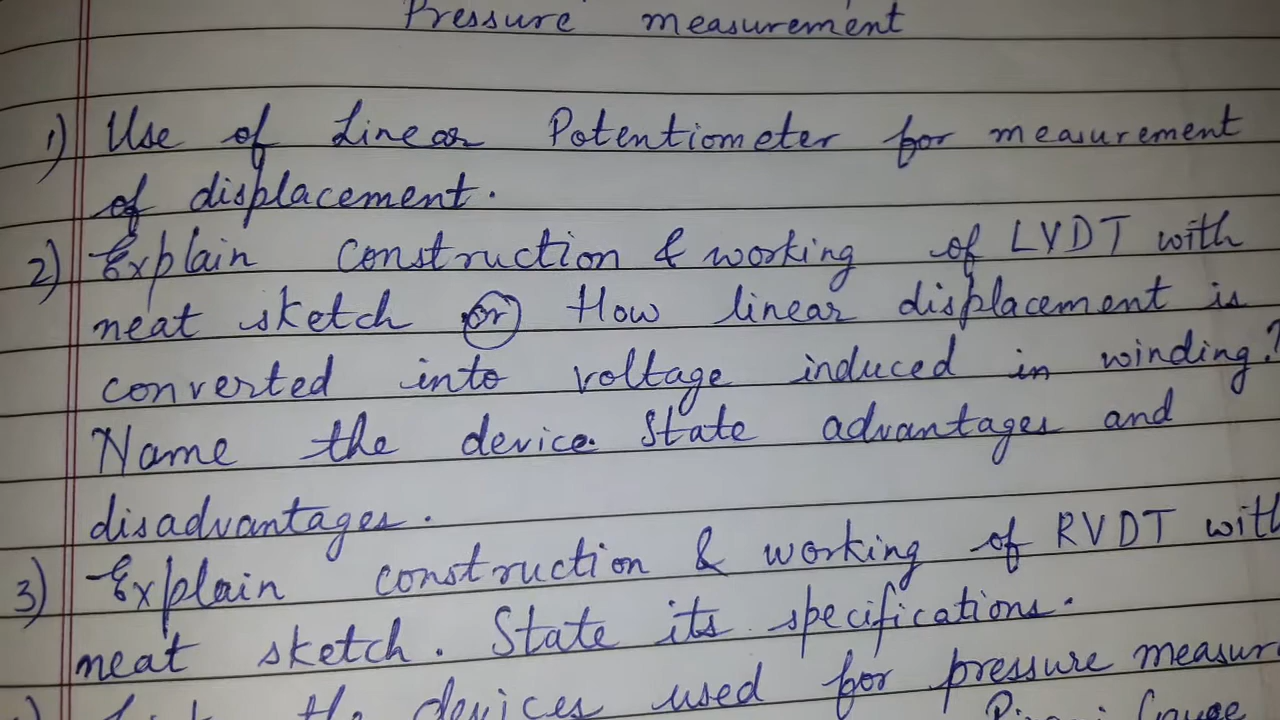 Pressure measurement
1) Use of Linear Potentiometer for measurement
of displacement.
2) Explain construction & working of LVDT with
neat sketch or How linear displacement is
converted into voltage induced in winding?
Name the device. State advantages and
disadvantages.
3) Explain construction & working of RVDT with
neat sketch. State its specifications.
the devices used for pressure measur
Gauge